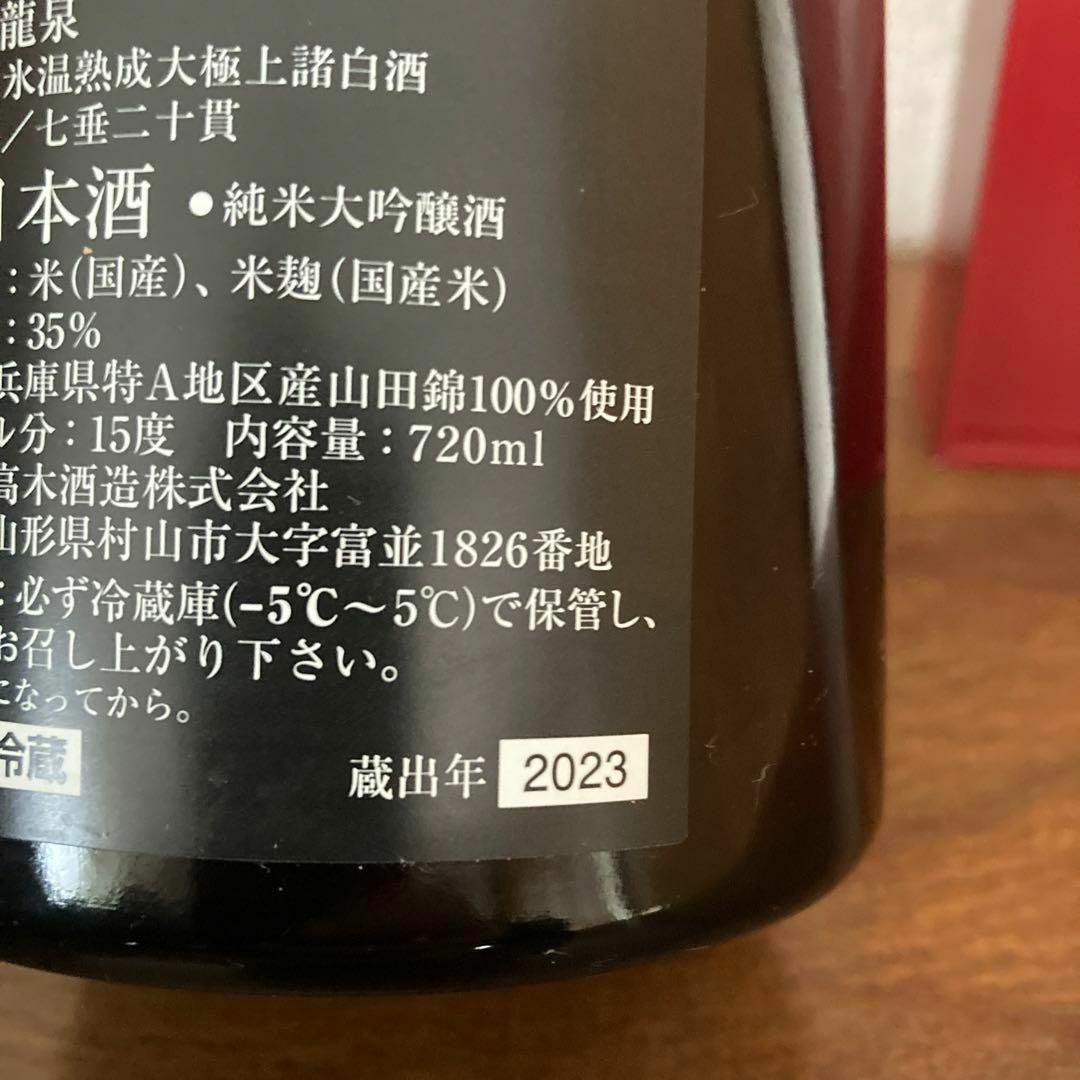 龍泉
氷温熟成大極上諸白酒
/七垂二十貫
本酒 ●純米大吟醸酒
:米(国産)、米麹(国産米)
:35%
兵庫県特A地区産山田錦100%使用
ル分:15度 内容量:720ml
高木酒造株式会社
山形県村山市大字富並1826番地
:必ず冷蔵庫(-5℃～5℃)で保管し、
お召し上がり下さい。
になってから。
冷蔵
蔵出年 2023